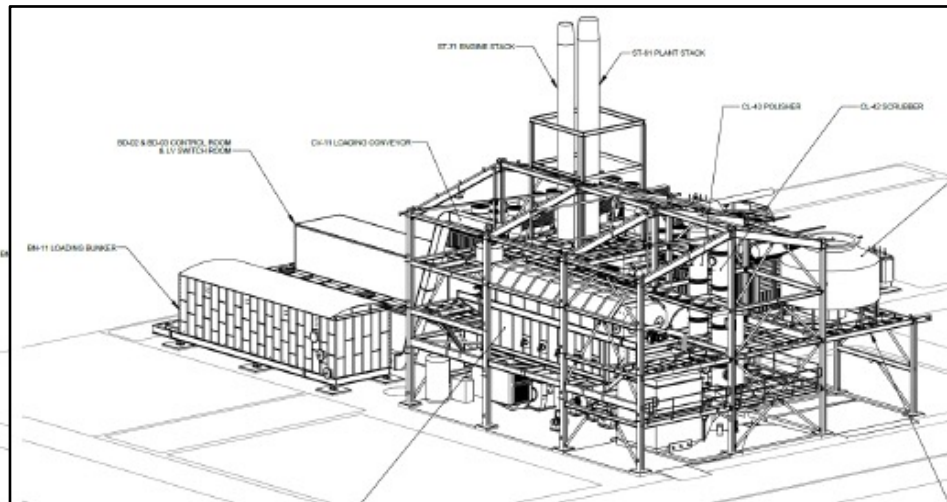 ST-71 ENGINE STACK
ST-81 PLANT STACK
CL-43 POLISHER
CL-42 SCRUBBER
BD-02 & BD-03 CONTROL ROOM
& LV SWITCH ROOM
CV-11 LOADING CONVEYOR
BN-11 LOADING BUNKER